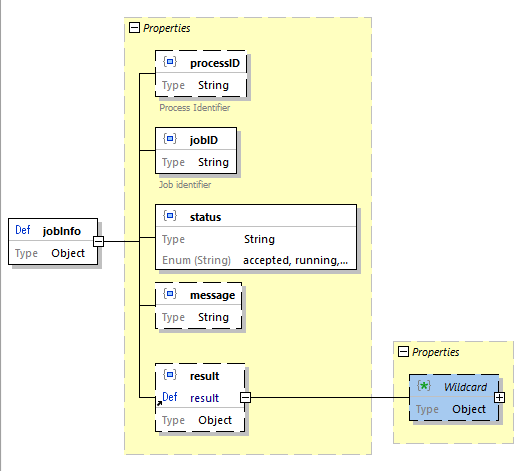 Properties
processID
Type String
Process Identifier
jobID
Type String
Job identifier
Def jobInfo
Type Object
status
Type String
Enum (String) accepted, running,...
message
Type String
result
Def result
Type Object
Properties
Wildcard
Type Object